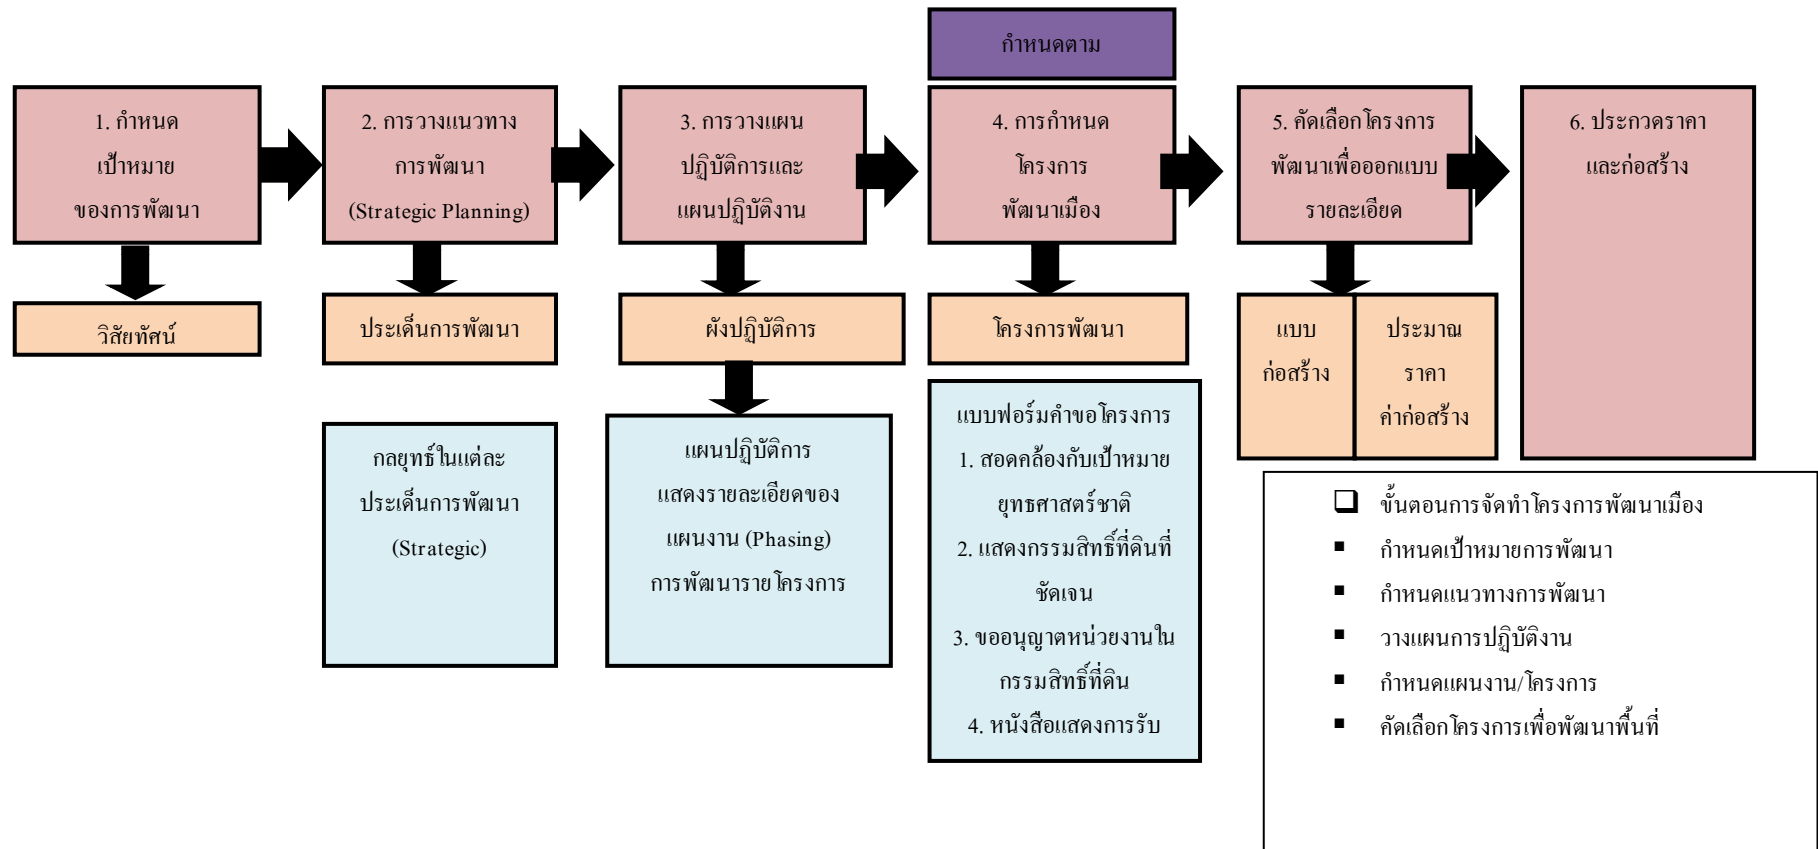 กำหนดตาม
1. กำหนด
เป้าหมาย
ของการพัฒนา
2. การวางแนวทาง
การพัฒนา
(Strategic Planning)
3. การวางแผน
ปฏิบัติการและ
แผนปฏิบัติงาน
4. การกำหนด
โครงการ
พัฒนาเมือง
5. คัดเลือกโครงการ
พัฒนาเพื่อออกแบบ
รายละเอียด
6. ประกวดราคา
และก่อสร้าง
วิสัยทัศน์
ประเด็นการพัฒนา
ผังปฏิบัติการ
โครงการพัฒนา
แบบ
ก่อสร้าง
ประมาณ
ราคา
ค่าก่อสร้าง
กลยุทธ์ในแต่ละ
ประเด็นการพัฒนา
(Strategic)
แผนปฏิบัติการ
แสดงรายละเอียดของ
แผนงาน (Phasing)
การพัฒนารายโครงการ
แบบฟอร์มคำขอโครงการ
1. สอดคล้องกับเป้าหมาย
ยุทธศาสตร์ชาติ
2. แสดงกรรมสิทธิ์ที่ดินที่
ชัดเจน
3. ขออนุญาตหน่วยงานใน
กรรมสิทธิ์ที่ดิน
4. หนังสือแสดงการรับ
❑ ขั้นตอนการจัดทำโครงการพัฒนาเมือง
▪ กำหนดเป้าหมายการพัฒนา
▪ กำหนดแนวทางการพัฒนา
▪ วางแผนการปฏิบัติงาน
▪ กำหนดแผนงาน/โครงการ
▪ คัดเลือกโครงการเพื่อพัฒนาพื้นที่